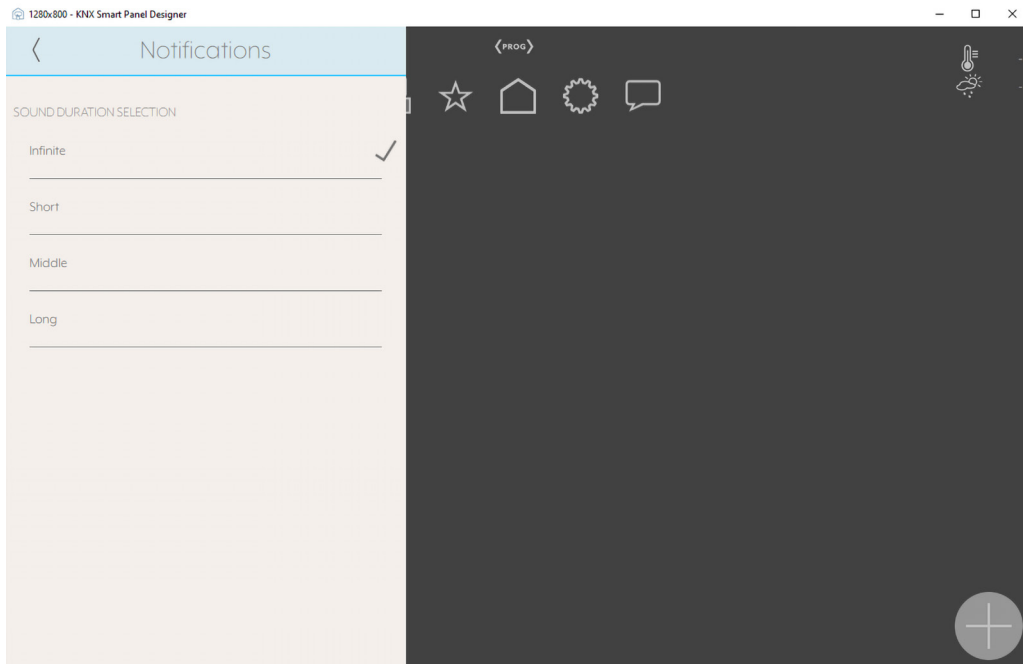 1280x800 - KNX Smart Panel Designer
Notifications
PROG
SOUND DURATION SELECTION
Infinite
Short
Middle
Long